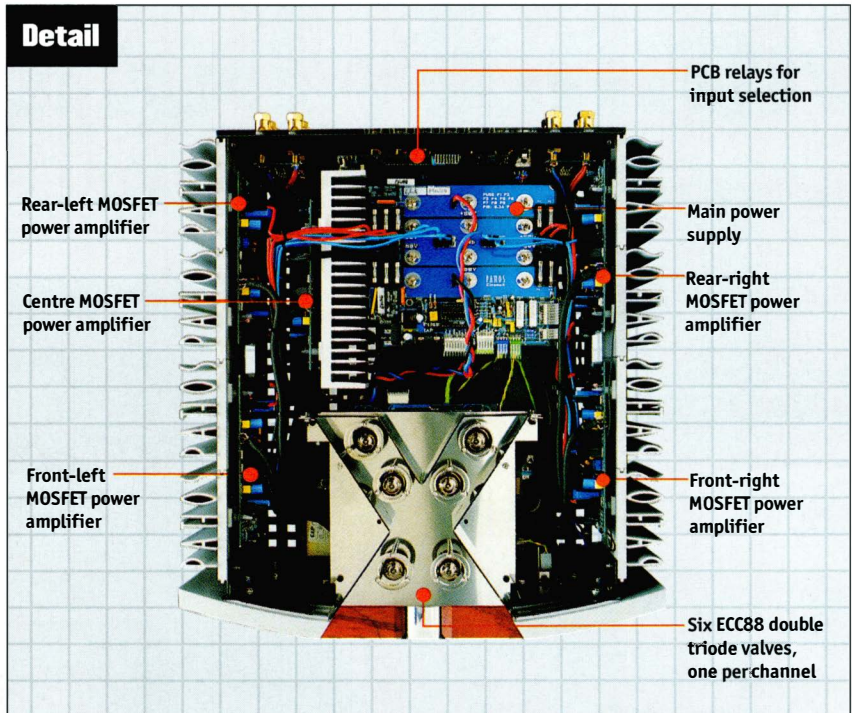 Detail
PCB relays for
input selection
Rear-left MOSFET
power amplifier
Main power
supply
Centre MOSFET
power amplifier
Rear-right
MOSFET power
amplifier
Front-left
MOSFET power
amplifier
Front-right
MOSFET power
amplifier
Six ECC88 double
triode valves,
one per channel